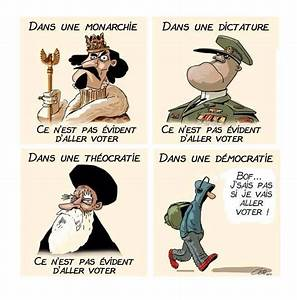 DANS UNE MONARCHIE
CE N'EST PAS ÉVIDENT
D'ALLER VOTER
DANS UNE DICTATURE
CE N'EST PAS ÉVIDENT
D'ALLER VOTER
DANS UNE THÉOCRATIE
CE N'EST PAS ÉVIDENT
D'ALLER VOTER
DANS UNE DÉMOCRATIE
BOF...
J'SAIS PAS
SI JE VAIS
ALLER
VOTER !